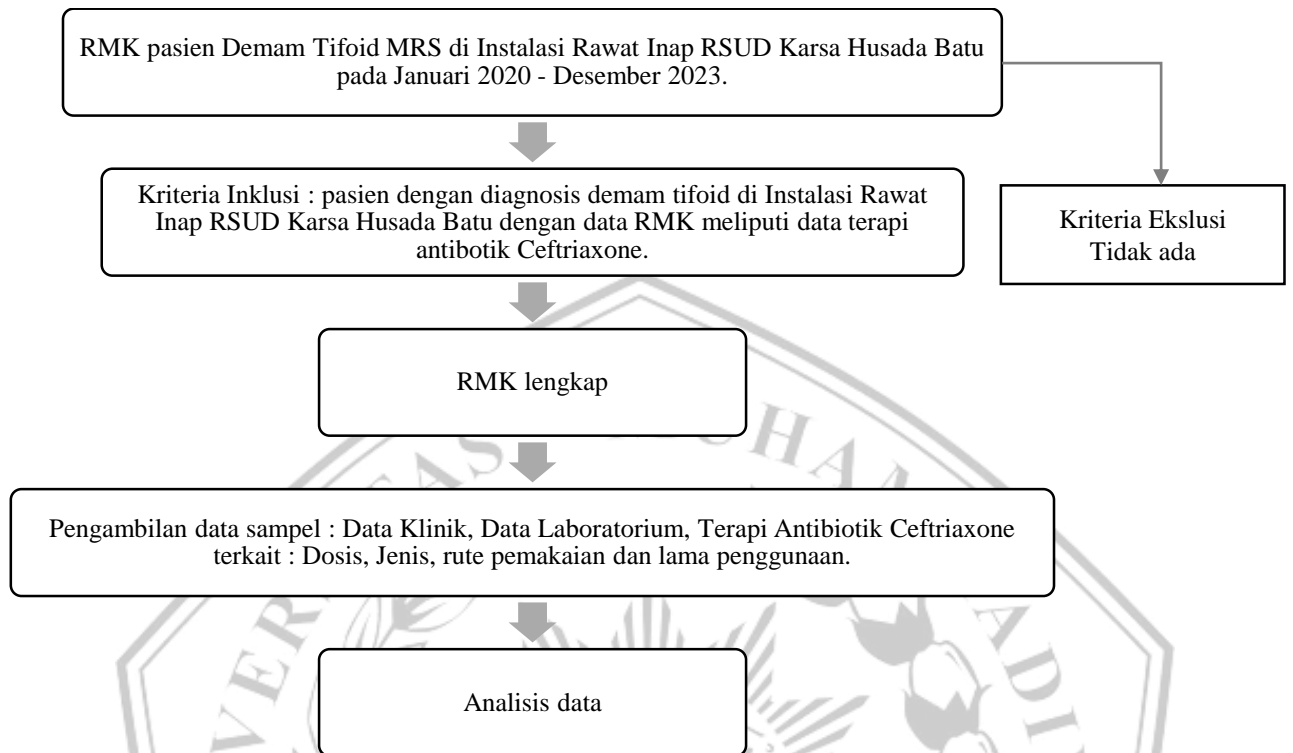 RMK pasien Demam Tifoid MRS di Instalasi Rawat Inap RSUD Karsa Husada Batu
pada Januari 2020 - Desember 2023.
Kriteria Inklusi : pasien dengan diagnosis demam tifoid di Instalasi Rawat
Inap RSUD Karsa Husada Batu dengan data RMK meliputi data terapi
antibotik Ceftriaxone.
Kriteria Ekslusi
Tidak ada
RMK lengkap
Pengambilan data sampel : Data Klinik, Data Laboratorium, Terapi Antibiotik Ceftriaxone
terkait : Dosis, Jenis, rute pemakaian dan lama penggunaan.
Analisis data